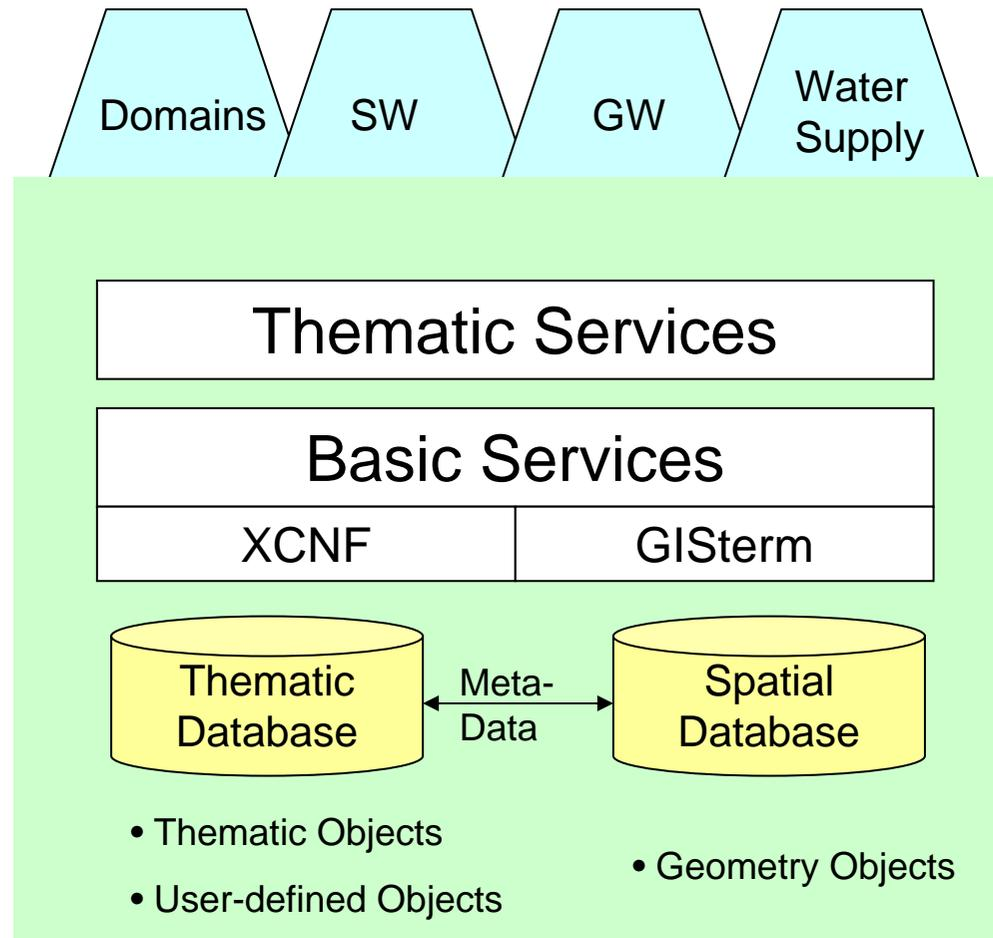 Domains
SW
GW
Water
Supply
Thematic Services
Basic Services
XCNF
GISterm
Thematic
Database
Meta-
Data
Spatial
Database
• Thematic Objects
• User-defined Objects
• Geometry Objects